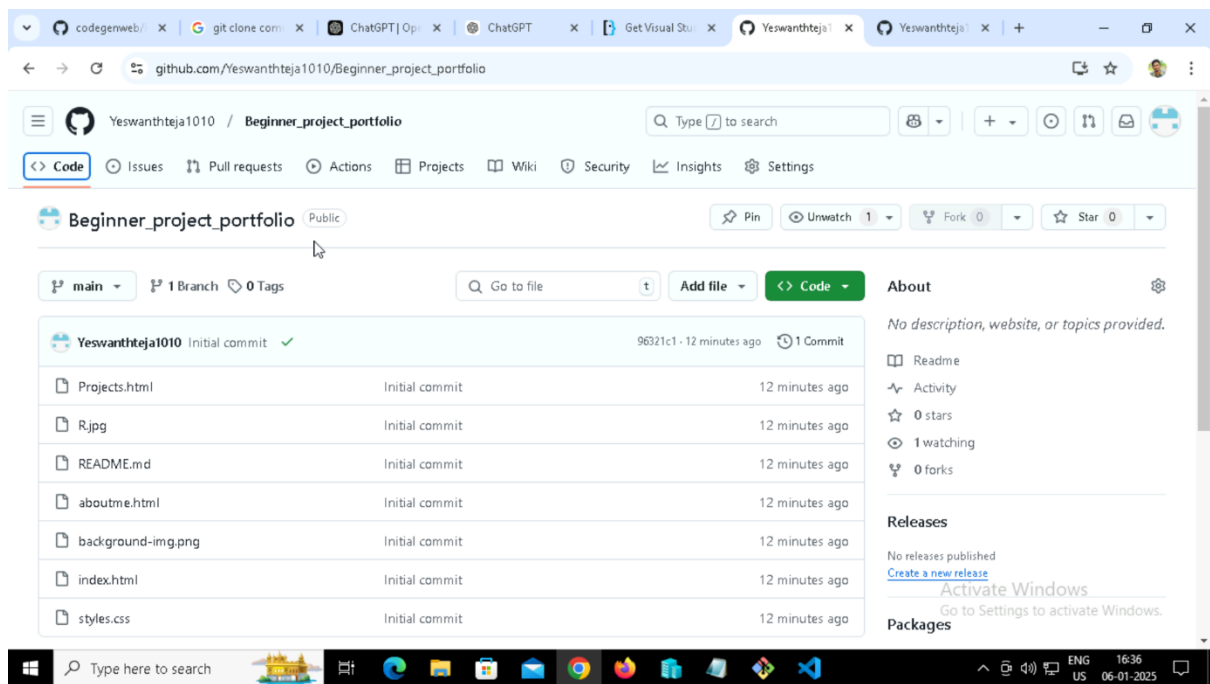 codegenweb/
git clone com
ChatGPT | Ope
ChatGPT
Get Visual Stu
Yeswanthteja1
Yeswanthteja1
github.com/Yeswanthteja1010/Beginner_project_portfolio
Yeswanthteja1010 / Beginner_project_portfolio
Type / to search
<> Code
Issues
Pull requests
Actions
Projects
Wiki
Security
Insights
Settings
Beginner_project_portfolio Public
Pin
Unwatch 1
Fork 0
Star 0
main
1 Branch
0 Tags
Go to file t
Add file
<> Code
Yeswanthteja1010 Initial commit
96321c1 · 12 minutes ago
1 Commit
Projects.html Initial commit 12 minutes ago
R.jpg Initial commit 12 minutes ago
README.md Initial commit 12 minutes ago
aboutme.html Initial commit 12 minutes ago
background-img.png Initial commit 12 minutes ago
index.html Initial commit 12 minutes ago
styles.css Initial commit 12 minutes ago
About
No description, website, or topics provided.
Readme
Activity
0 stars
1 watching
0 forks
Releases
No releases published
Create a new release
Packages
Activate Windows
Go to Settings to activate Windows.
Type here to search
ENG
US
16:36
06-01-2025